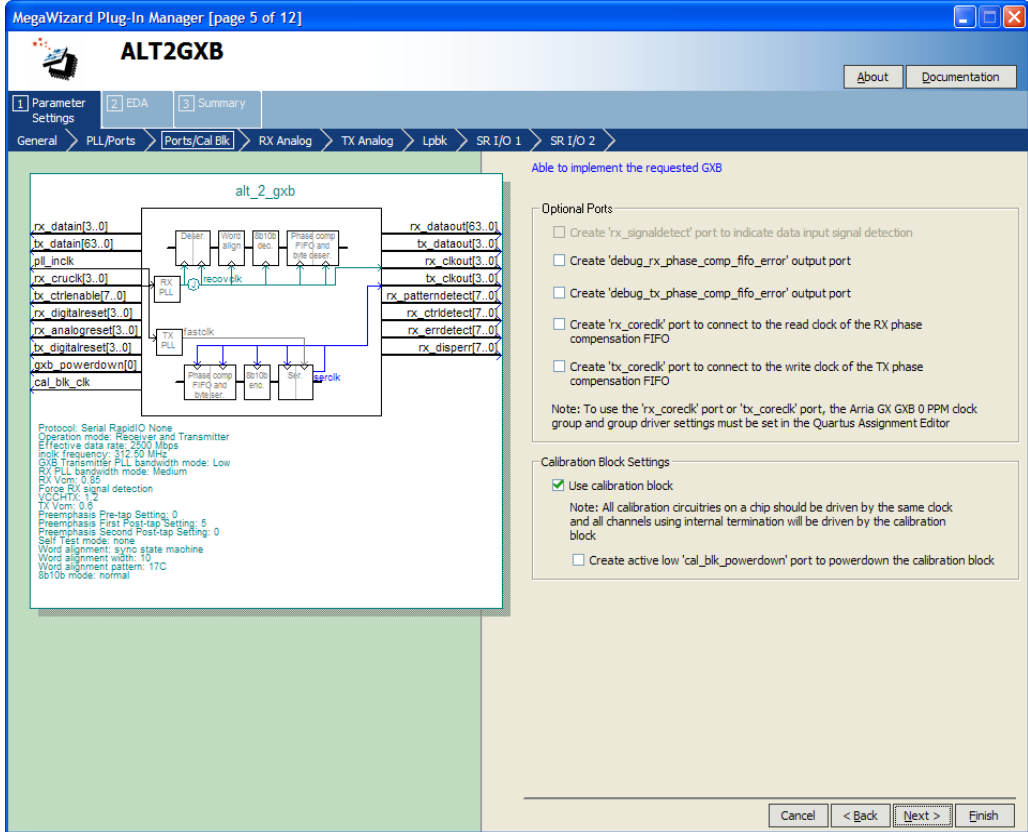 MegaWizard Plug-In Manager [page 5 of 12]
ALT2GXB
About
Documentation
1 Parameter Settings
2 EDA
3 Summary
General
PLL/Ports
Ports/Cal Blk
RX Analog
TX Analog
Lpbk
SR I/O 1
SR I/O 2
alt_2_gxb
rx_datain[3..0]
tx_datain[63..0]
pll_inclk
rx_cruclk[3..0]
tx_ctrlenable[7..0]
rx_digitalreset[3..0]
rx_analogreset[3..0]
tx_digitalreset[3..0]
gxb_powerdown[0]
cal_blk_clk
Deser.
Word
align
8b10b
dec.
Phase comp
FIFO and
byte deser.
RX
PLL
recovclk
TX
PLL
fastclk
Phase comp
FIFO and
byte ser.
8b10b
enc.
Ser.
serclk
rx_dataout[63..0]
tx_dataout[3..0]
rx_clkout[3..0]
tx_clkout[3..0]
rx_patterndetect[7..0]
rx_ctrldetect[7..0]
rx_errdetect[7..0]
rx_disperr[7..0]
Protocol: Serial RapidIO None
Operation mode: Receiver and Transmitter
Effective data rate: 2500 Mbps
inclk frequency: 312.50 MHz
GXB Transmitter PLL bandwidth mode: Low
RX PLL bandwidth mode: Medium
RX Vcm: 0.85
Force RX signal detection
VCCHTX: 1.2
TX Vcm: 0.6
Preemphasis Pre-tap Setting: 0
Preemphasis First Post-tap Setting: 5
Preemphasis Second Post-tap Setting: 0
Self Test mode: none
Word alignment: sync state machine
Word alignment width: 10
Word alignment pattern: 17C
8b10b mode: normal
Able to implement the requested GXB
Optional Ports
Create 'rx_signaldetect' port to indicate data input signal detection
Create 'debug_rx_phase_comp_fifo_error' output port
Create 'debug_tx_phase_comp_fifo_error' output port
Create 'rx_coreclk' port to connect to the read clock of the RX phase
compensation FIFO
Create 'tx_coreclk' port to connect to the write clock of the TX phase
compensation FIFO
Note: To use the 'rx_coreclk' port or 'tx_coreclk' port, the Arria GX GXB 0 PPM clock
group and group driver settings must be set in the Quartus Assignment Editor
Calibration Block Settings
Use calibration block
Note: All calibration circuitries on a chip should be driven by the same clock
and all channels using internal termination will be driven by the calibration
block
Create active low 'cal_blk_powerdown' port to powerdown the calibration block
Cancel
< Back
Next >
Finish